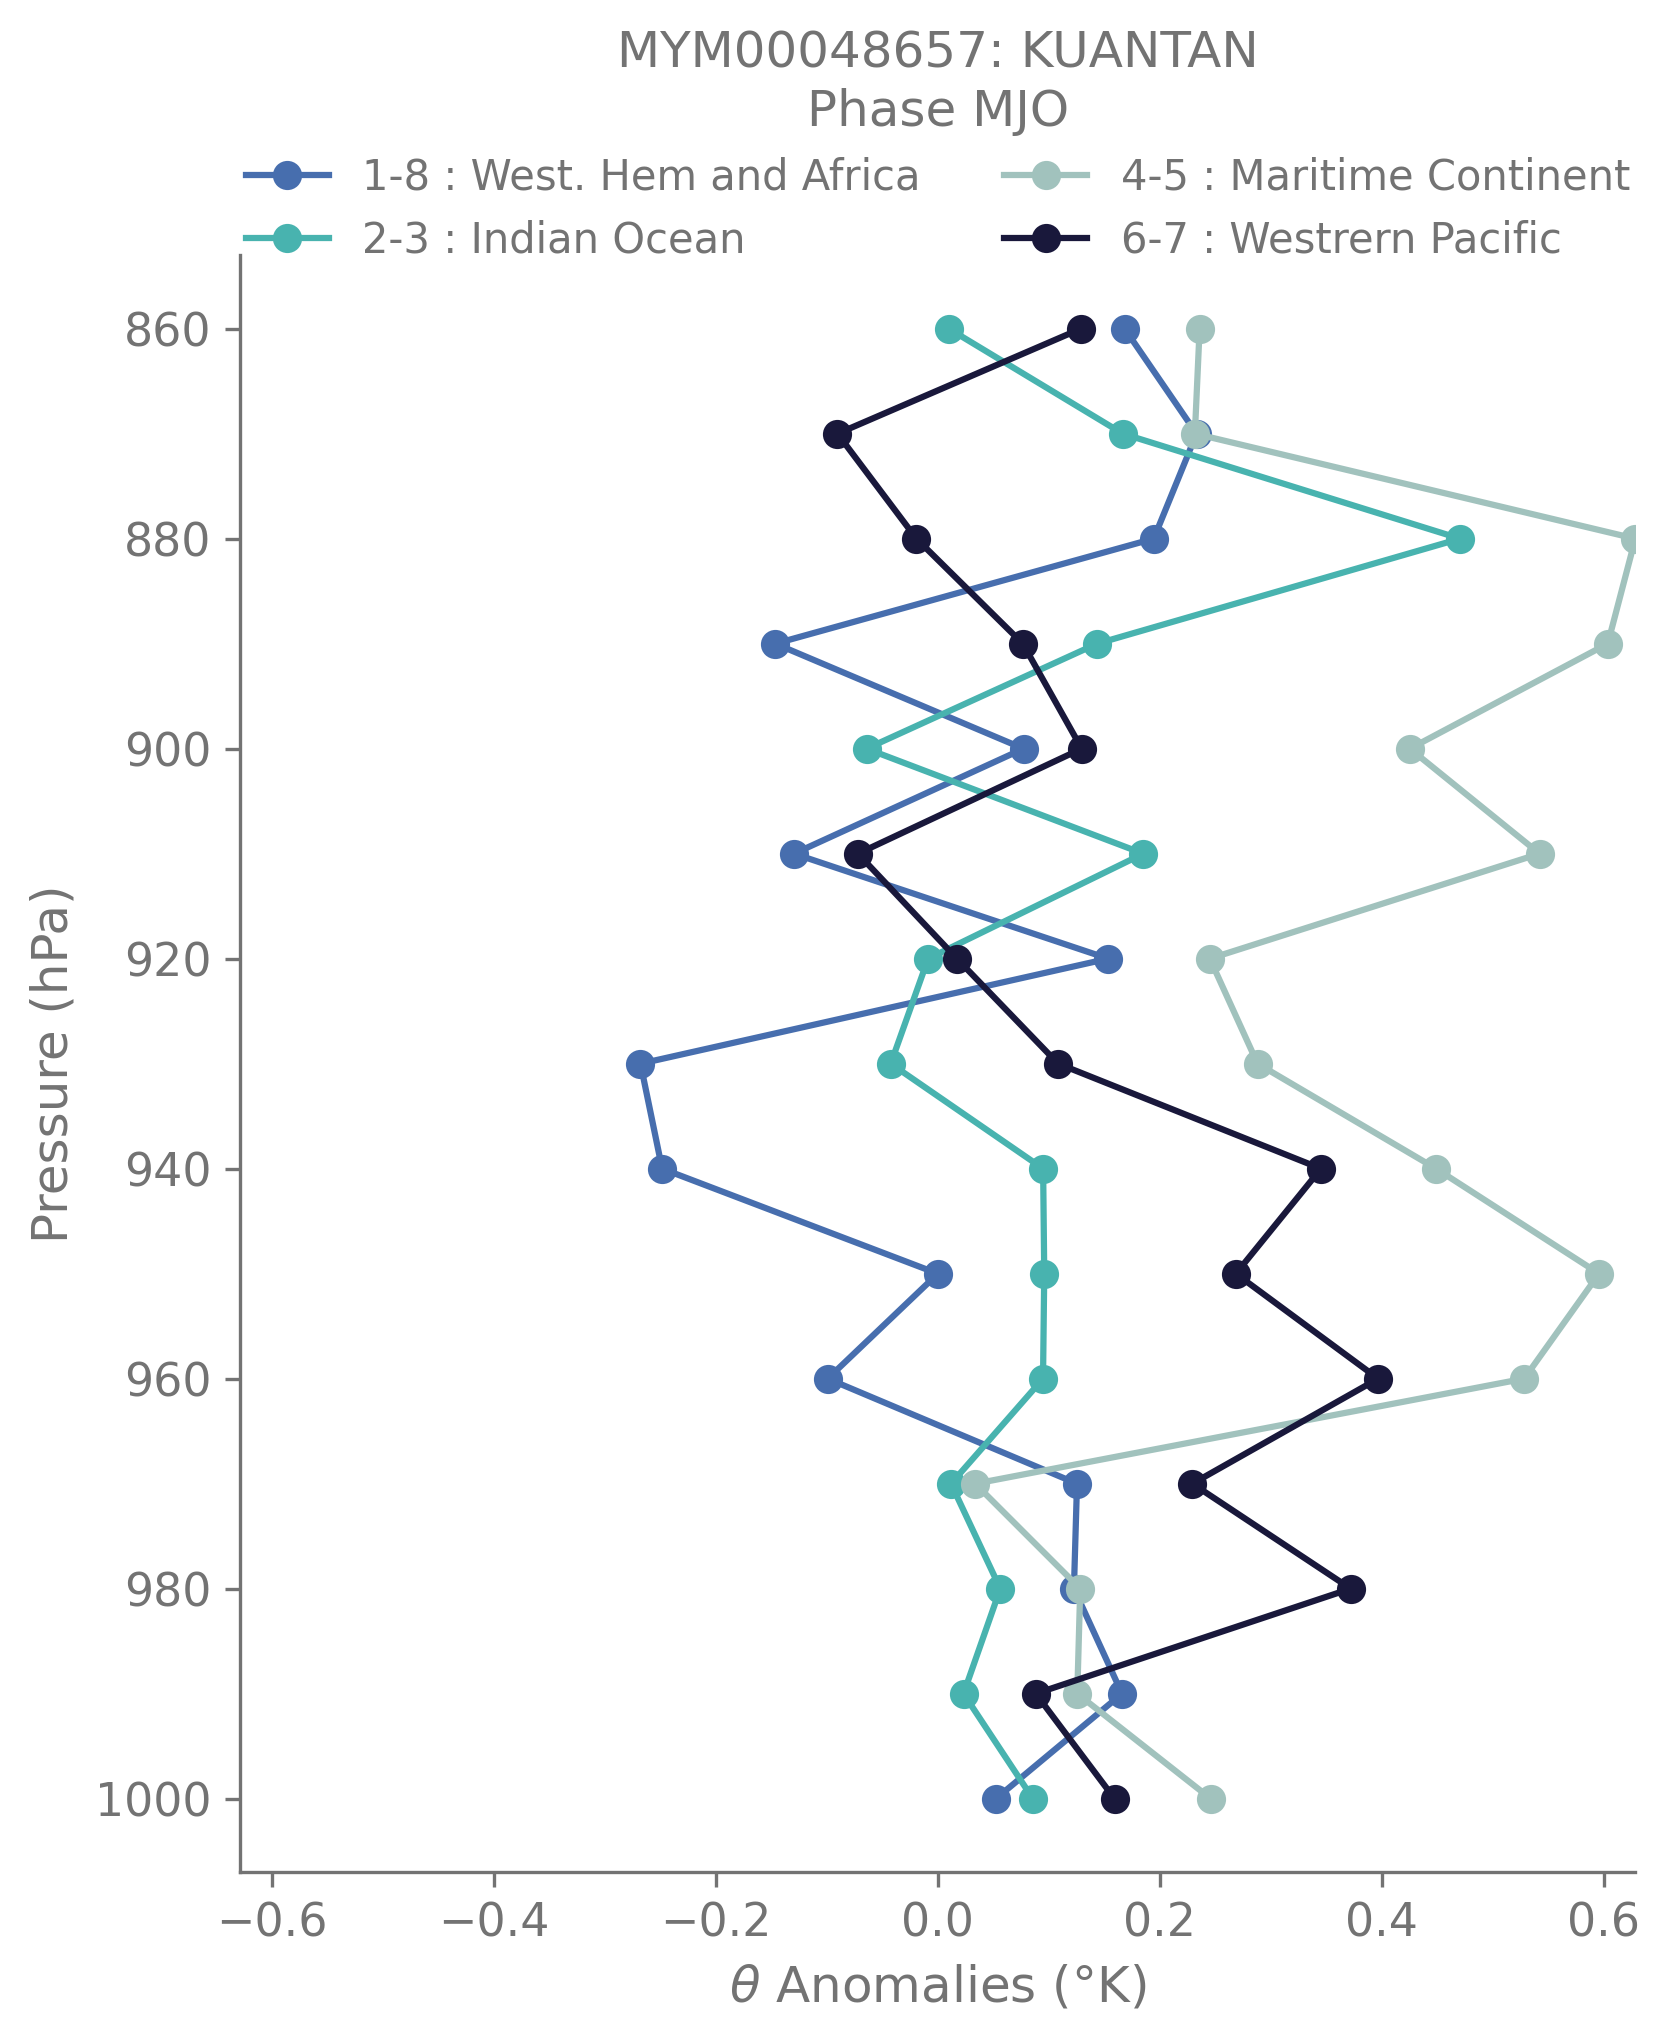 MYM00048657: KUANTAN
Phase MJO
1-8 : West. Hem and Africa
2-3 : Indian Ocean
4-5 : Maritime Continent
6-7 : Westrern Pacific
Pressure (hPa)
860
880
900
920
940
960
980
1000
−0.6
−0.4
−0.2
0.0
0.2
0.4
0.6
θ Anomalies (°K)